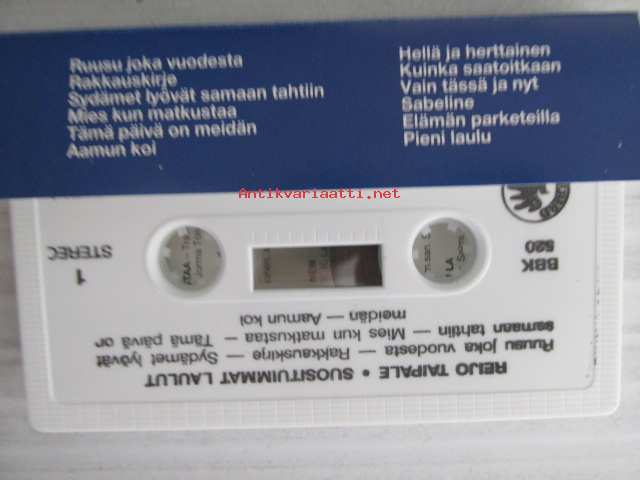 Ruusu joka vuodesta
Rakkauskirje
Sydämet lyövät samaan tahtiin
Mies kun matkustaa
Tämä päivä on meidän
Aamun koi
Hellä ja herttainen
Kuinka saatoitkaan
Vain tässä ja nyt
Sabeline
Elämän parketeilla
Pieni laulu
Antikvariaatti.net
REIJO TAIPALE • SUOSITUIMMAT LAULUT
Ruusu joka vuodesta — Rakkauskirje — Sydämet lyövät
samaan tahtiin — Mies kun matkustaa — Tämä päivä on
meidän — Aamun koi
BBK
520
1
STEREO